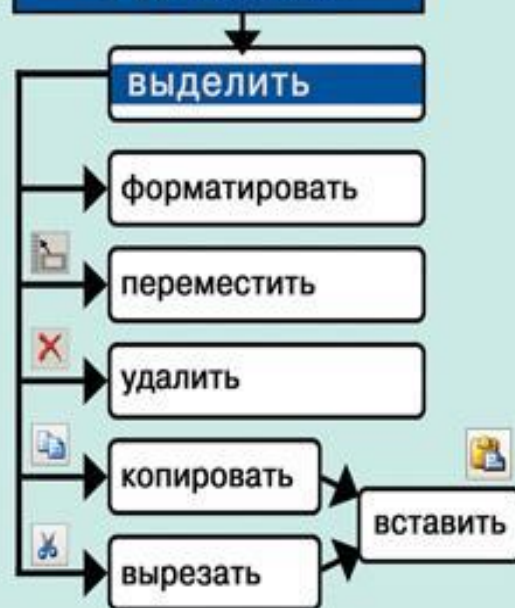 выделить
форматировать
переместить
удалить
копировать
вставить
вырезать